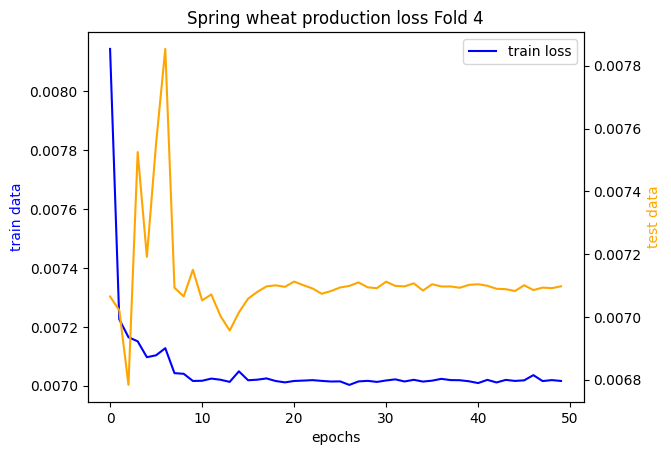 Spring wheat production loss Fold 4
train loss
train data
0.0080
0.0078
0.0076
0.0074
0.0072
0.0070
0.0078
0.0076
0.0074
0.0072
0.0070
0.0068
test data
0 10 20 30 40 50
epochs